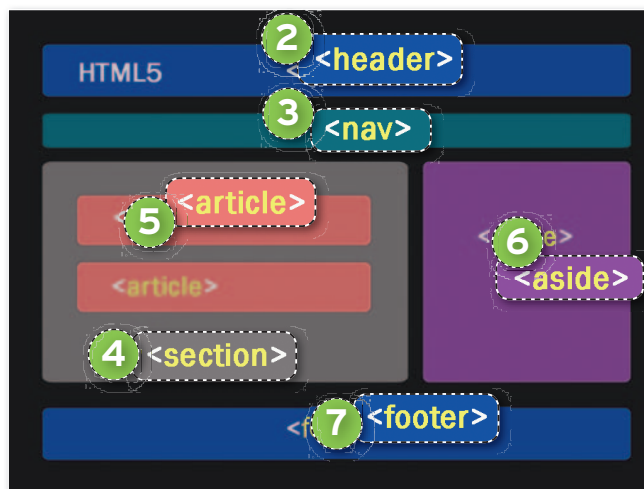 2
<header>
HTML5 <
3
<nav>
<article>
5 <
6
< e>
<aside>
<article>
4 <section>
7 <footer>
<f